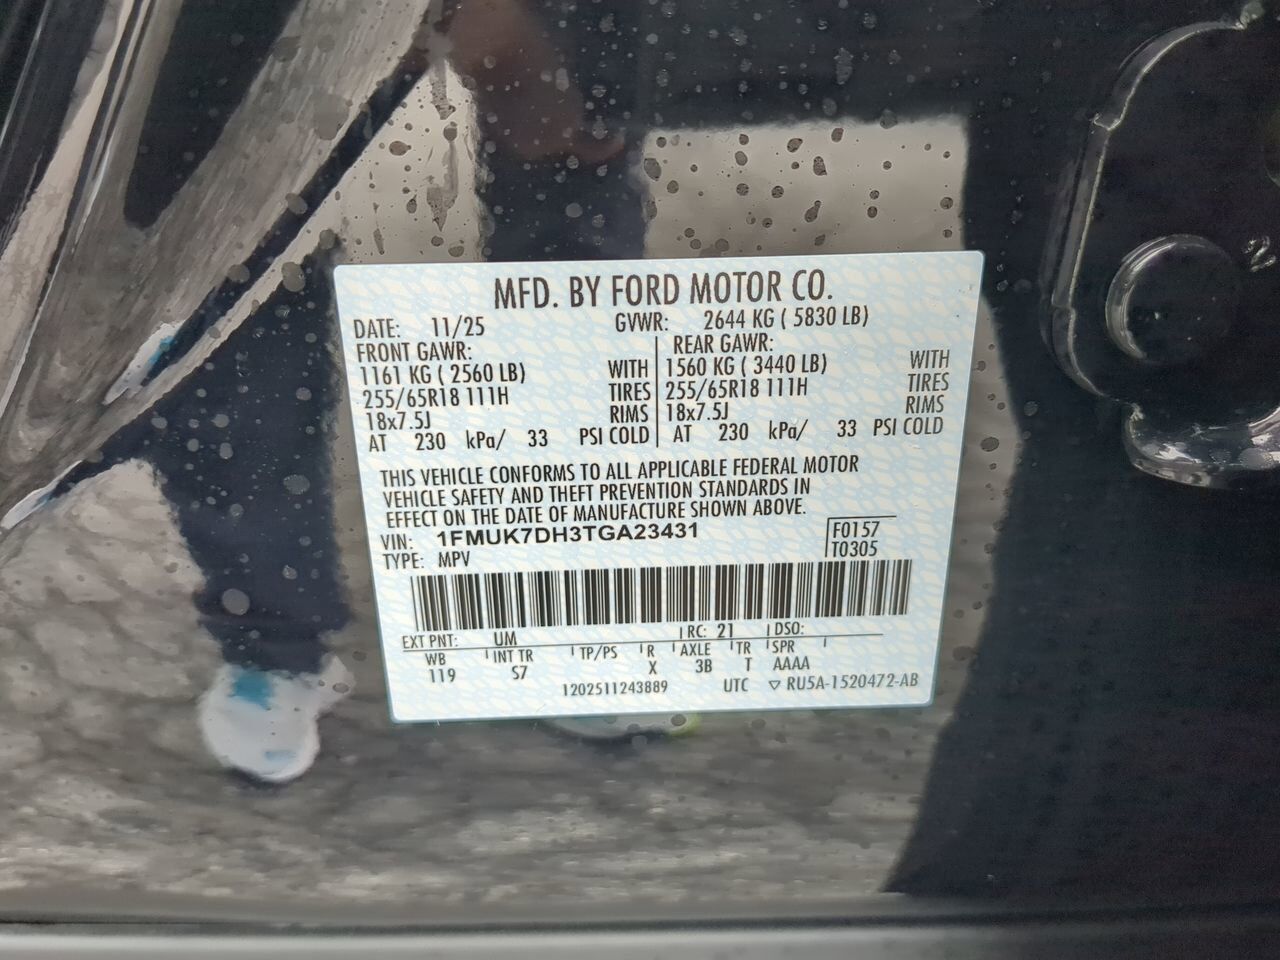 MFD. BY FORD MOTOR CO.
DATE: 11/25 GVWR: 2644 KG ( 5830 LB)
FRONT GAWR: REAR GAWR:
1161 KG ( 2560 LB) WITH 1560 KG ( 3440 LB) WITH
255/65R18 111H TIRES 255/65R18 111H TIRES
18x7.5J RIMS 18x7.5J RIMS
AT 230 kPa/ 33 PSI COLD AT 230 kPa/ 33 PSI COLD
THIS VEHICLE CONFORMS TO ALL APPLICABLE FEDERAL MOTOR
VEHICLE SAFETY AND THEFT PREVENTION STANDARDS IN
EFFECT ON THE DATE OF MANUFACTURE SHOWN ABOVE.
VIN: 1FMUK7DH3TGA23431 F0157
TYPE: MPV T0305
EXT PNT: UM RC: 21 DSO:
WB INT TR TP/PS R AXLE TR SPR
119 S7 X 3B T AAAA
1202511243889 UTC ▽ RU5A-1520472-AB